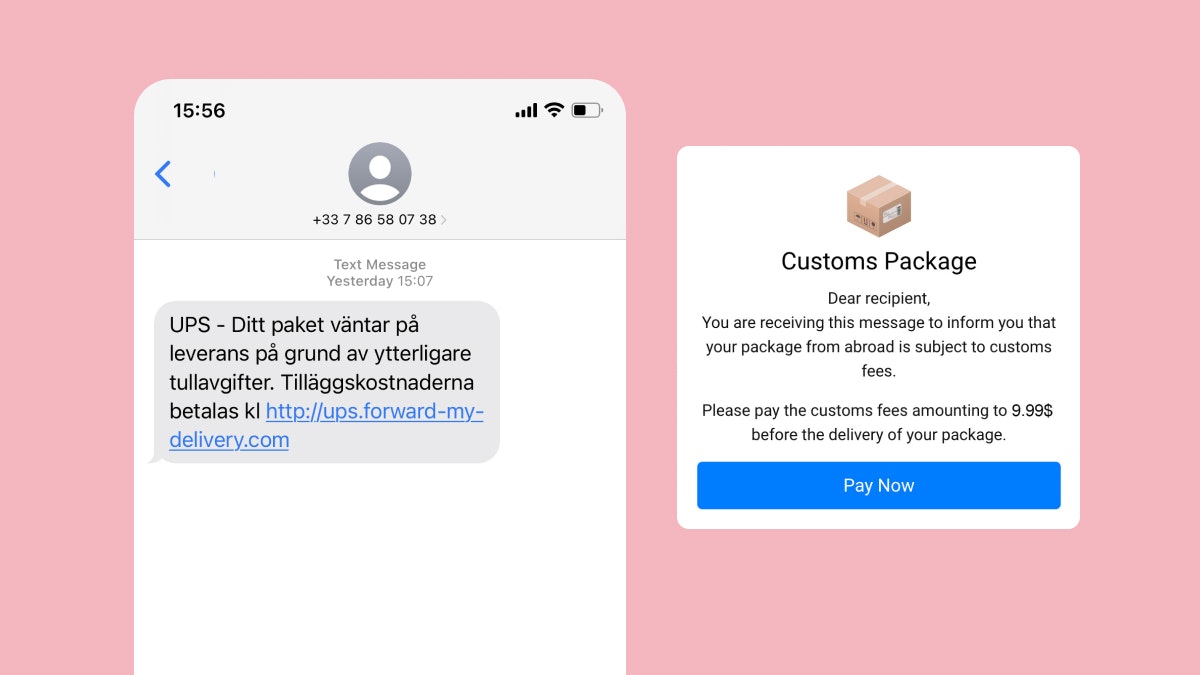 15:56
+33 7 86 58 07 38
Text Message
Yesterday 15:07
UPS - Ditt paket väntar på
leverans på grund av ytterligare
tullavgifter. Tilläggskostnaderna
betalas kl http://ups.forward-my-
delivery.com
Customs Package
Dear recipient,
You are receiving this message to inform you that
your package from abroad is subject to customs
fees.
Please pay the customs fees amounting to 9.99$
before the delivery of your package.
Pay Now